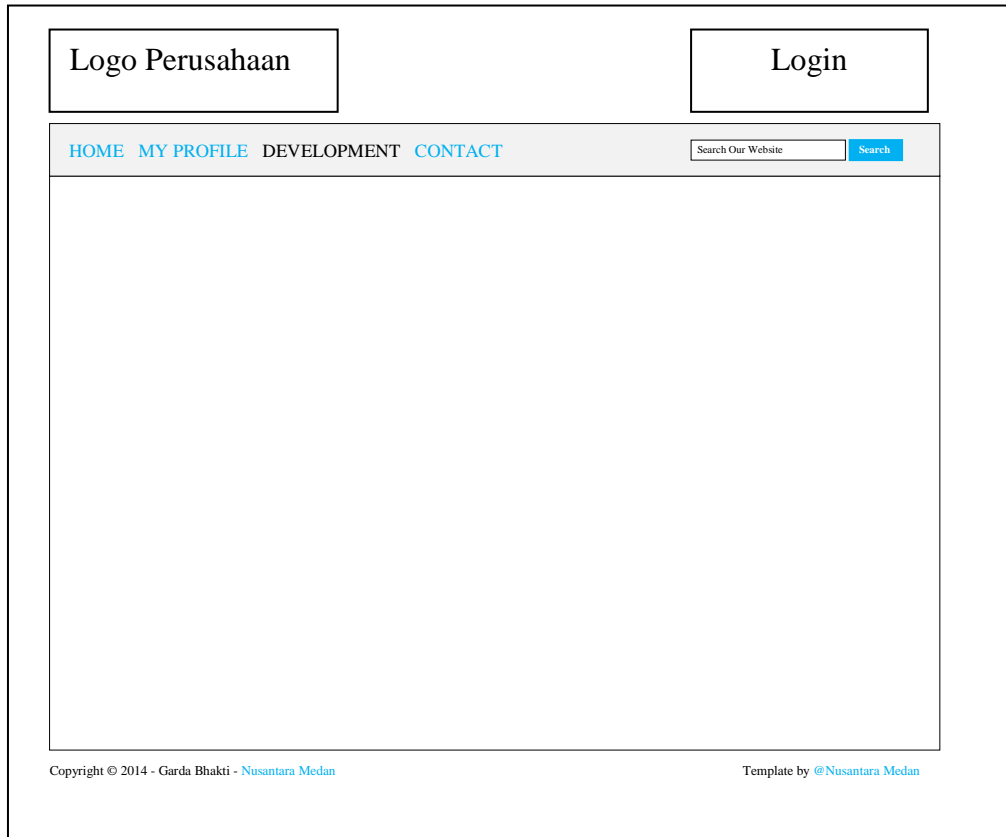 Logo Perusahaan
Login
HOME MY PROFILE DEVELOPMENT CONTACT
Search Our Website
Search
Copyright © 2014 - Garda Bhakti - Nusantara Medan
Template by @Nusantara Medan